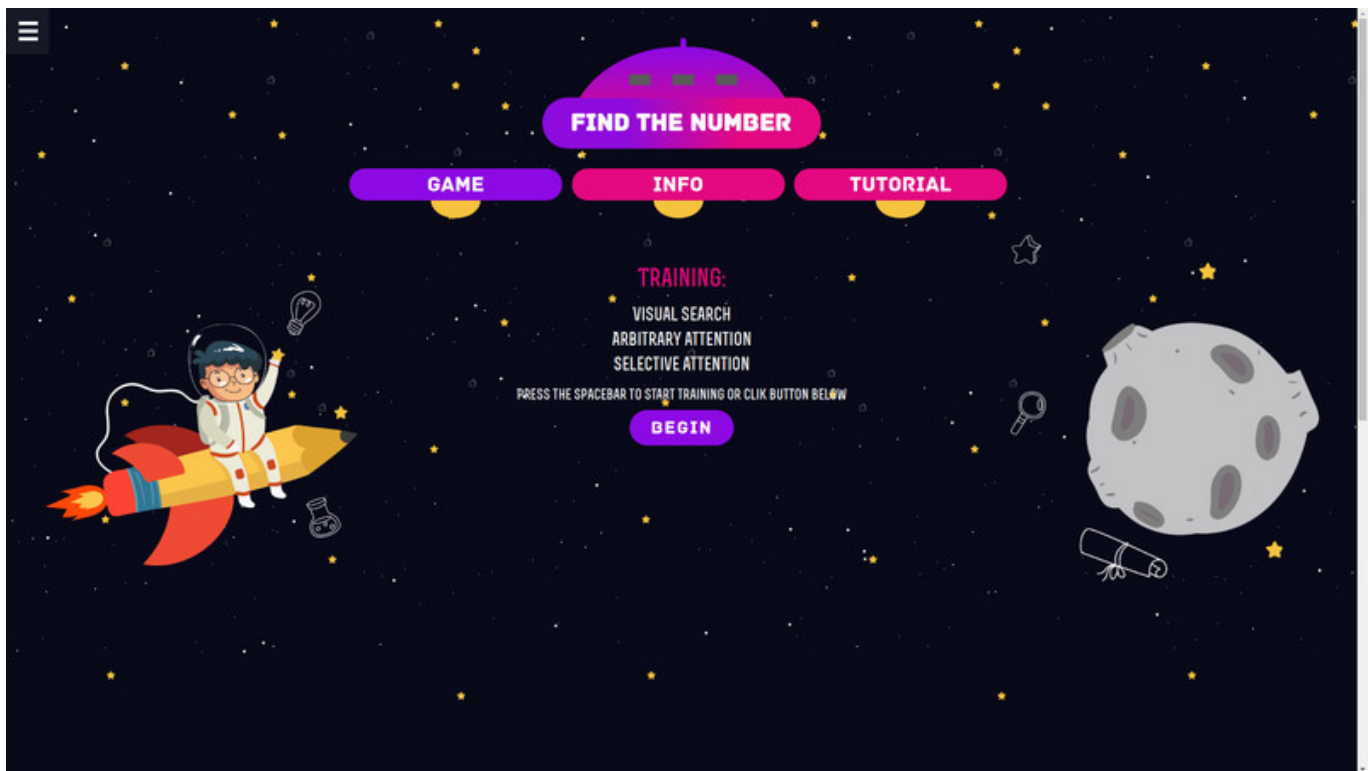 FIND THE NUMBER
GAME INFO TUTORIAL
TRAINING:
VISUAL SEARCH
ARBITRARY ATTENTION
SELECTIVE ATTENTION
PRESS THE SPACEBAR TO START TRAINING OR CLIK BUTTON BELOW
BEGIN